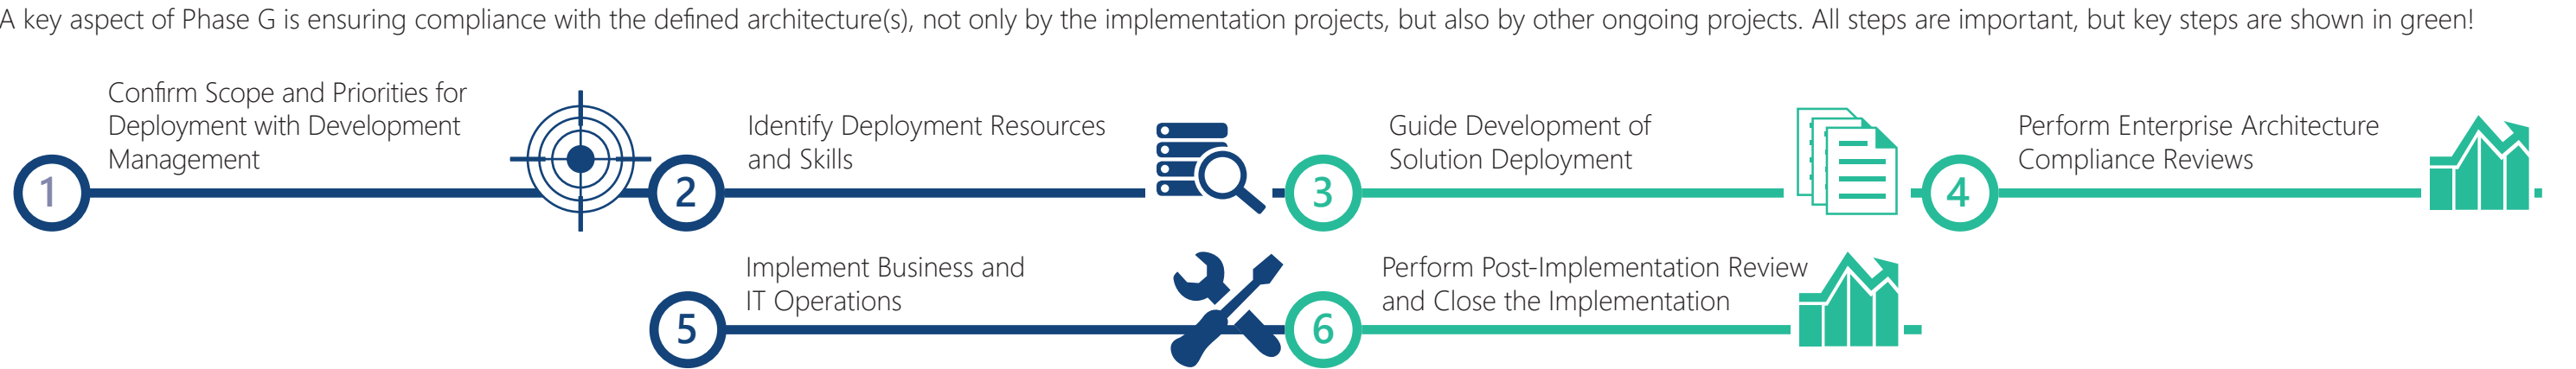 A key aspect of Phase G is ensuring compliance with the defined architecture(s), not only by the implementation projects, but also by other ongoing projects. All steps are important, but key steps are shown in green!
1
Confirm Scope and Priorities for
Deployment with Development
Management
2
Identify Deployment Resources
and Skills
3
Guide Development of
Solution Deployment
4
Perform Enterprise Architecture
Compliance Reviews
5
Implement Business and
IT Operations
6
Perform Post-Implementation Review
and Close the Implementation